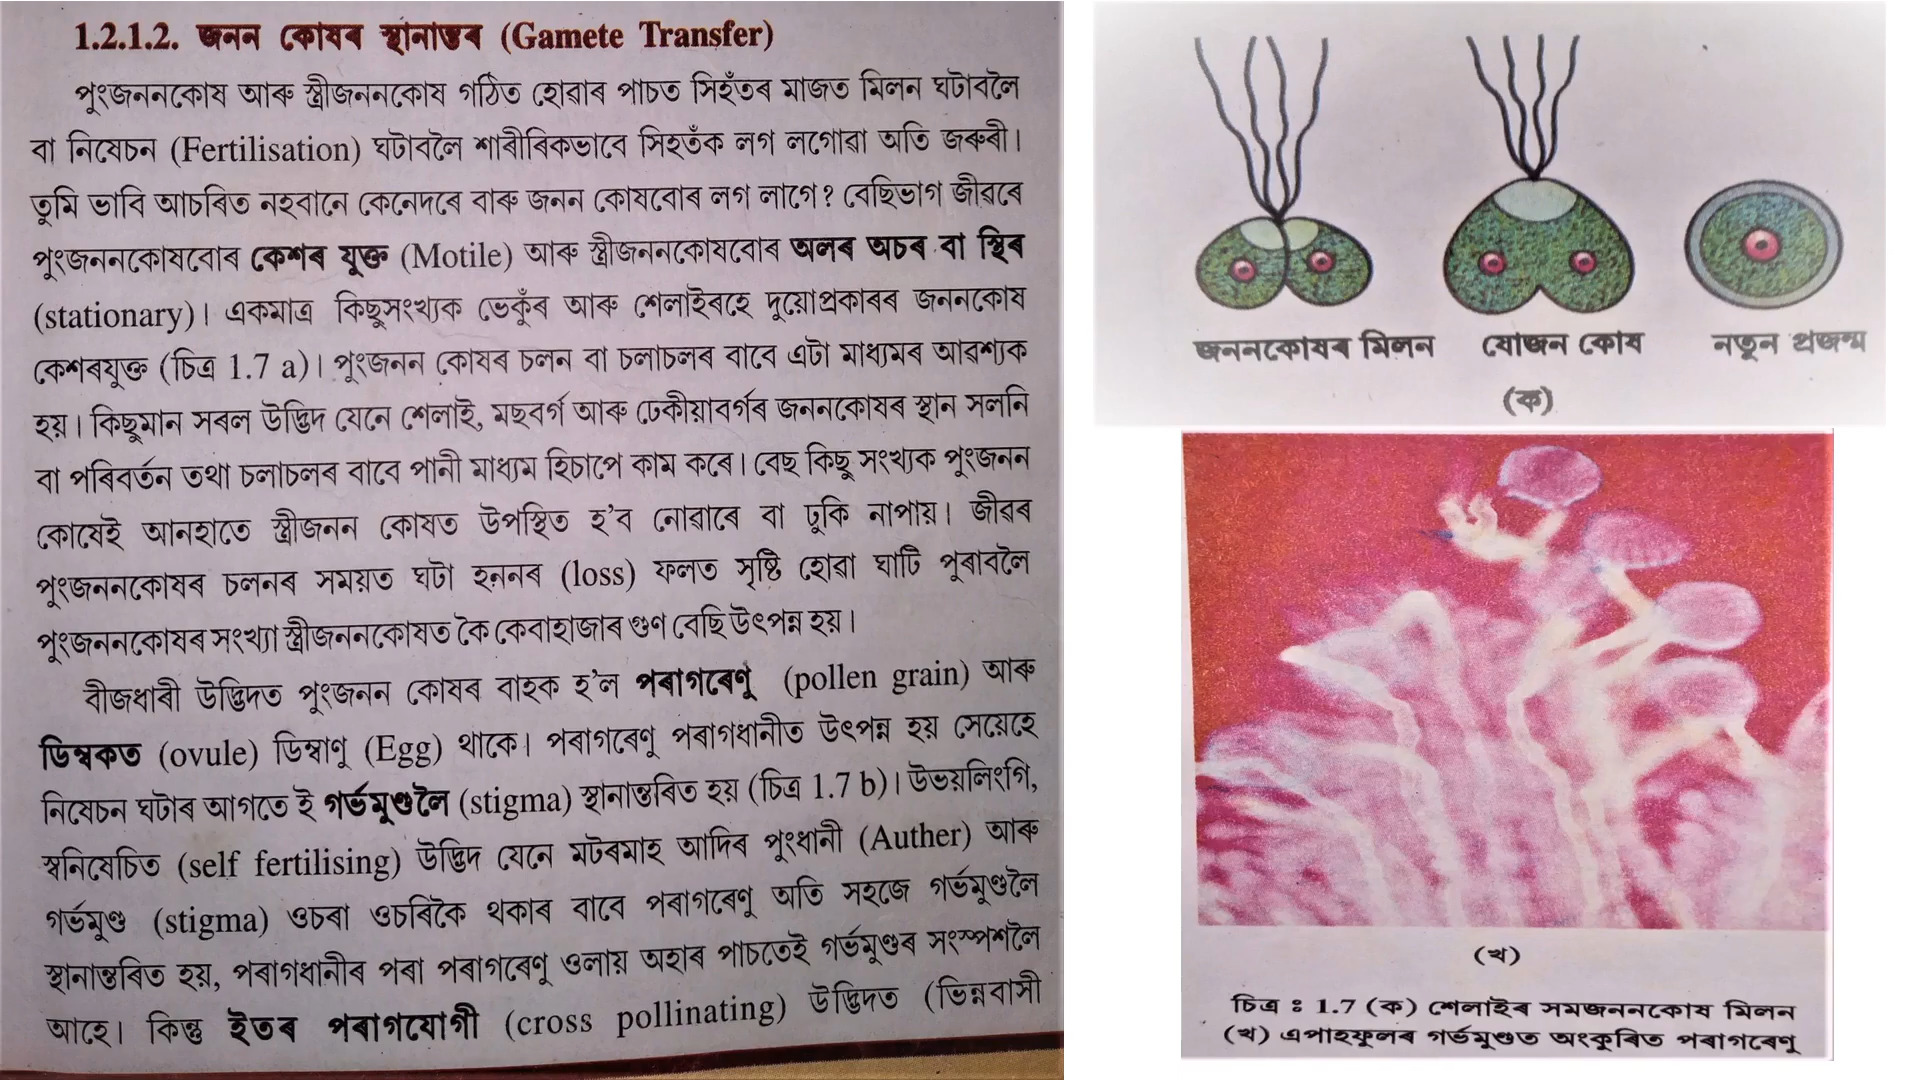 1.2.1.2. জনন কোষৰ স্থানান্তৰ (Gamete Transfer)
পুংজননকোষ আৰু স্ত্ৰীজননকোষ গঠিত হোৱাৰ পাচত সিহঁতৰ মাজত মিলন ঘটাবলৈ
বা নিষেচন (Fertilisation) ঘটাবলৈ শাৰীৰিকভাবে সিহতঁক লগ লগোৱা অতি জৰুৰী।
তুমি ভাবি আচৰিত নহবানে কেনেদৰে বাৰু জনন কোষবোৰ লগ লাগে? বেছিভাগ জীৱৰে
পুংজননকোষবোৰ কেশৰ যুক্ত (Motile) আৰু স্ত্ৰীজননকোষবোৰ অলৰ অচৰ বা স্থিৰ
(stationary)। একমাত্ৰ কিছুসংখ্যক ভেকুঁৰ আৰু শেলাইৰহে দুয়োপ্ৰকাৰৰ জননকোষ
কেশৰযুক্ত (চিত্ৰ 1.7 a)। পুংজনন কোষৰ চলন বা চলাচলৰ বাবে এটা মাধ্যমৰ আৱশ্যক
হয়। কিছুমান সৰল উদ্ভিদ যেনে শেলাই, মছবৰ্গ আৰু ঢেকীয়াবৰ্গৰ জননকোষৰ স্থান সলনি
বা পৰিবৰ্তন তথা চলাচলৰ বাবে পানী মাধ্যম হিচাপে কাম কৰে। বেছ কিছু সংখ্যক পুংজনন
কোষেই আনহাতে স্ত্ৰীজনন কোষত উপস্থিত হ'ব নোৱাৰে বা ঢুকি নাপায়। জীৱৰ
পুংজননকোষৰ চলনৰ সময়ত ঘটা হননৰ (loss) ফলত সৃষ্টি হোৱা ঘাটি পুৰাবলৈ
পুংজননকোষৰ সংখ্যা স্ত্ৰীজননকোষত কৈ কেবাহাজাৰ গুণ বেছি উৎপন্ন হয়।
বীজধাৰী উদ্ভিদত পুংজনন কোষৰ বাহক হ'ল পৰাগৰেণু (pollen grain) আৰু
ডিম্বকত (ovule) ডিম্বাণু (Egg) থাকে। পৰাগৰেণু পৰাগধানীত উৎপন্ন হয় সেয়েহে
নিষেচন ঘটাৰ আগতে ই গৰ্ভমুণ্ডলৈ (stigma) স্থানান্তৰিত হয় (চিত্ৰ 1.7 b)। উভয়লিংগি,
স্বনিষেচিত (self fertilising) উদ্ভিদ যেনে মটৰমাহ আদিৰ পুংধানী (Auther) আৰু
গৰ্ভমুণ্ড (stigma) ওচৰা ওচৰিকৈ থকাৰ বাবে পৰাগৰেণু অতি সহজে গৰ্ভমুণ্ডলৈ
স্থানান্তৰিত হয়, পৰাগধানীৰ পৰা পৰাগৰেণু ওলায় অহাৰ পাচতেই গৰ্ভমুণ্ডৰ সংস্পৰ্শলৈ
আহে। কিন্তু ইতৰ পৰাগযোগী (cross pollinating) উদ্ভিদত (ভিন্নবাসী
জননকোষৰ মিলন যোজন কোষ নতুন প্ৰজন্ম
(ক)
(খ)
চিত্ৰ : 1.7 (ক) শেলাইৰ সমজননকোষ মিলন
(খ) এপাহফুলৰ গৰ্ভমুণ্ডত অংকুৰিত পৰাগৰেণু